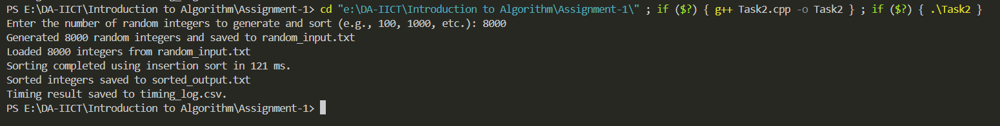 PS E:\DA-IICT\Introduction to Algorithm\Assignment-1> cd "e:\DA-IICT\Introduction to Algorithm\Assignment-1\" ; if ($?) { g++ Task2.cpp -o Task2 } ; if ($?) { .\Task2 }
Enter the number of random integers to generate and sort (e.g., 100, 1000, etc.): 8000
Generated 8000 random integers and saved to random_input.txt
Loaded 8000 integers from random_input.txt
Sorting completed using insertion sort in 121 ms.
Sorted integers saved to sorted_output.txt
Timing result saved to timing_log.csv.
PS E:\DA-IICT\Introduction to Algorithm\Assignment-1>